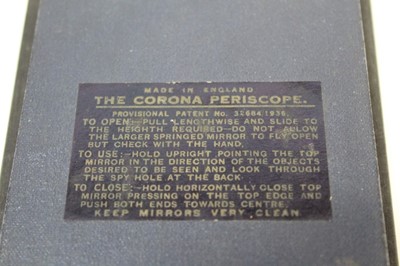 MADE IN ENGLAND
THE CORONA PERISCOPE.
PROVISIONAL PATENT No. 32684/1936.
TO OPEN:—PULL LENGTHWISE AND SLIDE TO
THE HEIGHTH REQUIRED—DO NOT ALLOW
THE LARGER SPRINGED MIRROR TO FLY OPEN
BUT CHECK WITH THE HAND.
TO USE:—HOLD UPRIGHT POINTING THE TOP
MIRROR IN THE DIRECTION OF THE OBJECTS
DESIRED TO BE SEEN AND LOOK THROUGH
THE SPY HOLE AT THE BACK.
TO CLOSE:—HOLD HORIZONTALLY CLOSE TOP
MIRROR PRESSING ON THE TOP EDGE AND
PUSH BOTH ENDS TOWARDS CENTRE.
KEEP MIRRORS VERY CLEAN